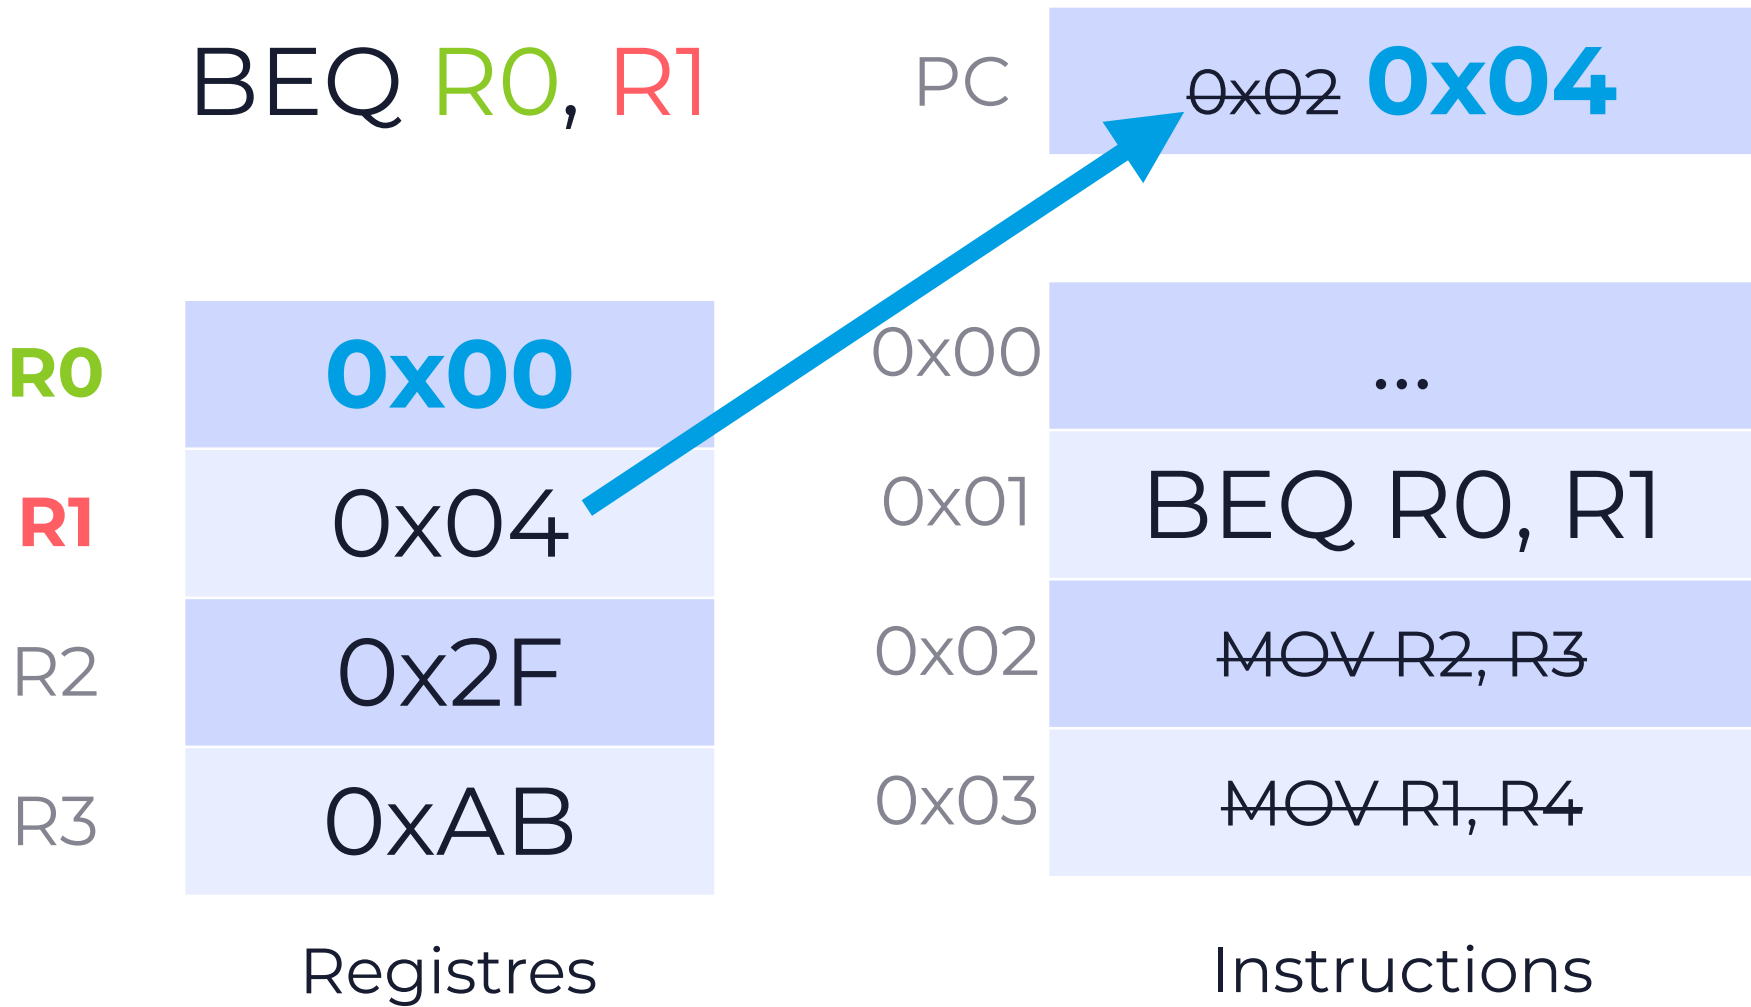 BEQ R0, R1
PC 0x02 0x04
R0 0x00
R1 0x04
R2 0x2F
R3 0xAB
Registres
0x00 ...
0x01 BEQ R0, R1
0x02 MOV R2, R3
0x03 MOV R1, R4
Instructions